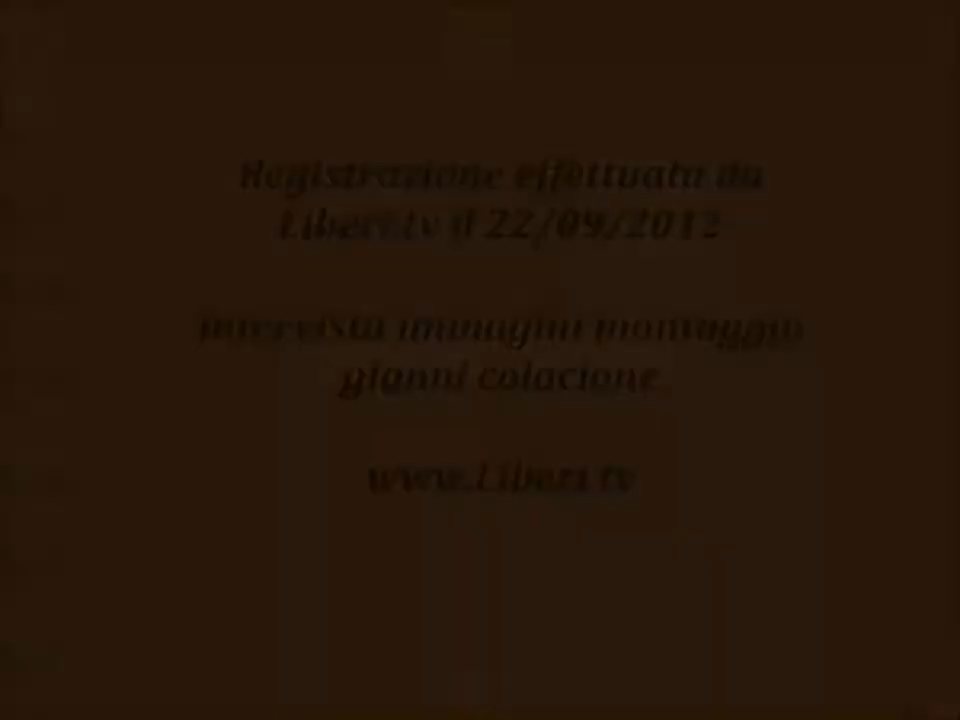 Registrazione effettuata da
Liberi.tv il 22/09/2012
intervista immagini montaggio
gianni colacione
www.Liberi.tv